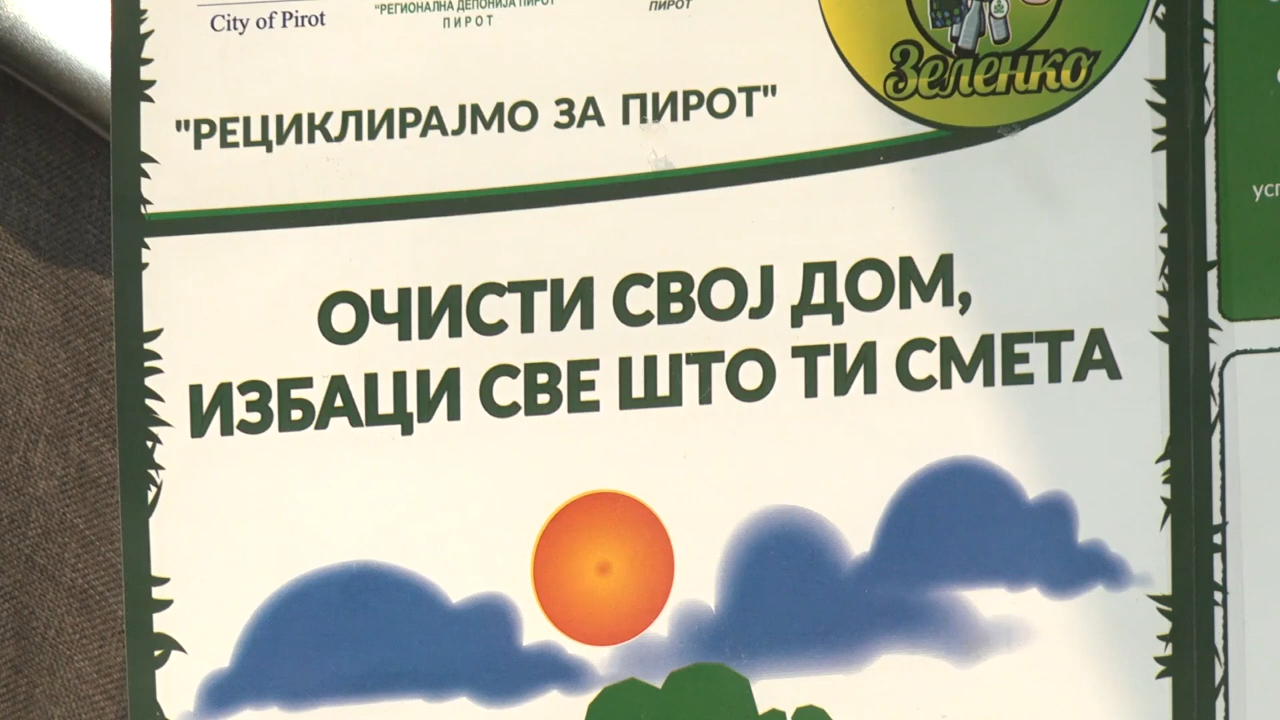 City of Pirot
"РЕГИОНАЛНА ДЕПОНИЈА ПИРОТ"
ПИРОТ
ПИРОТ
Зеленко
"РЕЦИКЛИРАЈМО ЗА ПИРОТ"
ОЧИСТИ СВОЈ ДОМ,
ИЗБАЦИ СВЕ ШТО ТИ СМЕТА